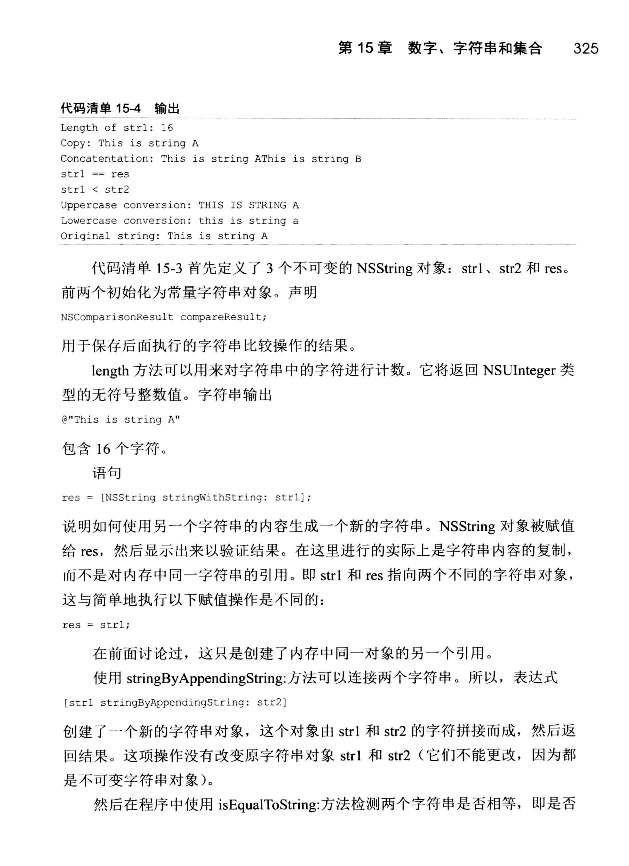 第 15 章 数字、字符串和集合 325
代码清单 15-4 输出
Length of str1: 16
Copy: This is string A
Concatentation: This is string AThis is string B
str1 == res
str1 < str2
Uppercase conversion: THIS IS STRING A
Lowercase conversion: this is string a
Original string: This is string A
代码清单 15-3 首先定义了 3 个不可变的 NSString 对象：str1、str2 和 res。
前两个初始化为常量字符串对象。声明
NSComparisonResult compareResult;
用于保存后面执行的字符串比较操作的结果。
length 方法可以用来对字符串中的字符进行计数。它将返回 NSUInteger 类
型的无符号整数值。字符串输出
@"This is string A"
包含 16 个字符。
语句
res = [NSString stringWithString: str1];
说明如何使用另一个字符串的内容生成一个新的字符串。NSString 对象被赋值
给 res，然后显示出来以验证结果。在这里进行的实际上是字符串内容的复制，
而不是对内存中同一字符串的引用。即 str1 和 res 指向两个不同的字符串对象，
这与简单地执行以下赋值操作是不同的：
res = str1;
在前面讨论过，这只是创建了内存中同一对象的另一个引用。
使用 stringByAppendingString:方法可以连接两个字符串。所以，表达式
[str1 stringByAppendingString: str2]
创建了一个新的字符串对象，这个对象由 str1 和 str2 的字符拼接而成，然后返
回结果。这项操作没有改变原字符串对象 str1 和 str2（它们不能更改，因为都
是不可变字符串对象）。
然后在程序中使用 isEqualToString:方法检测两个字符串是否相等，即是否